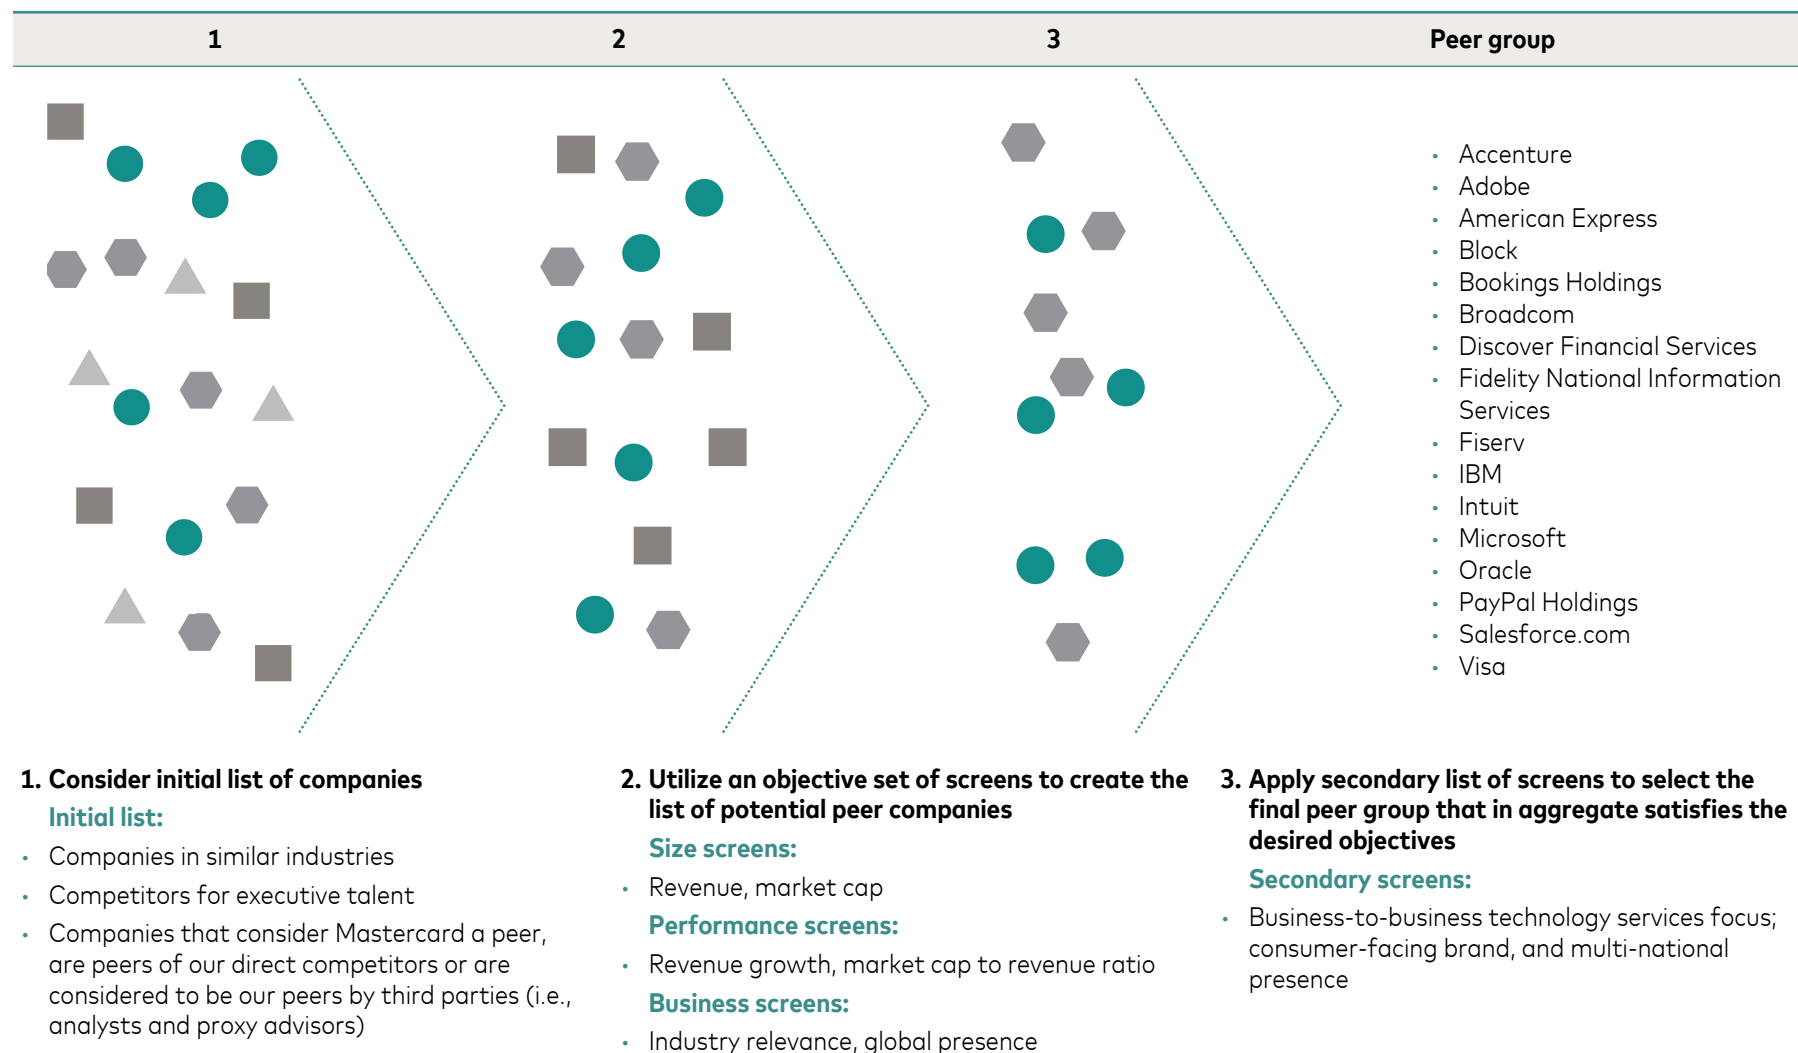 1 2 3 Peer group
• Accenture
• Adobe
• American Express
• Block
• Bookings Holdings
• Broadcom
• Discover Financial Services
• Fidelity National Information
Services
• Fiserv
• IBM
• Intuit
• Microsoft
• Oracle
• PayPal Holdings
• Salesforce.com
• Visa
1. Consider initial list of companies
Initial list:
• Companies in similar industries
• Competitors for executive talent
• Companies that consider Mastercard a peer,
are peers of our direct competitors or are
considered to be our peers by third parties (i.e.,
analysts and proxy advisors)
2. Utilize an objective set of screens to create the
list of potential peer companies
Size screens:
• Revenue, market cap
Performance screens:
• Revenue growth, market cap to revenue ratio
Business screens:
• Industry relevance, global presence
3. Apply secondary list of screens to select the
final peer group that in aggregate satisfies the
desired objectives
Secondary screens:
• Business-to-business technology services focus;
consumer-facing brand, and multi-national
presence